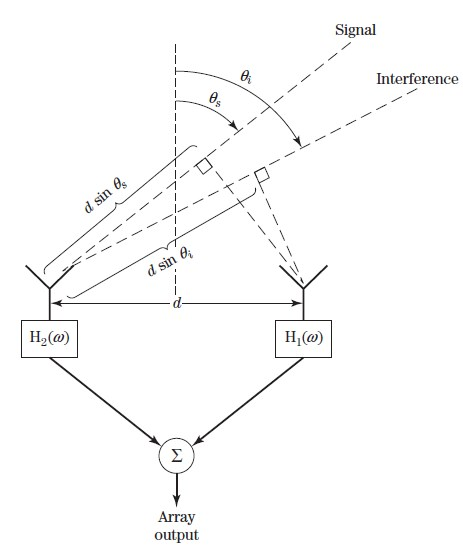 Signal
Interference
θi
θs
d sin θs
d sin θi
d
H2(ω)
H1(ω)
Σ
Array
output